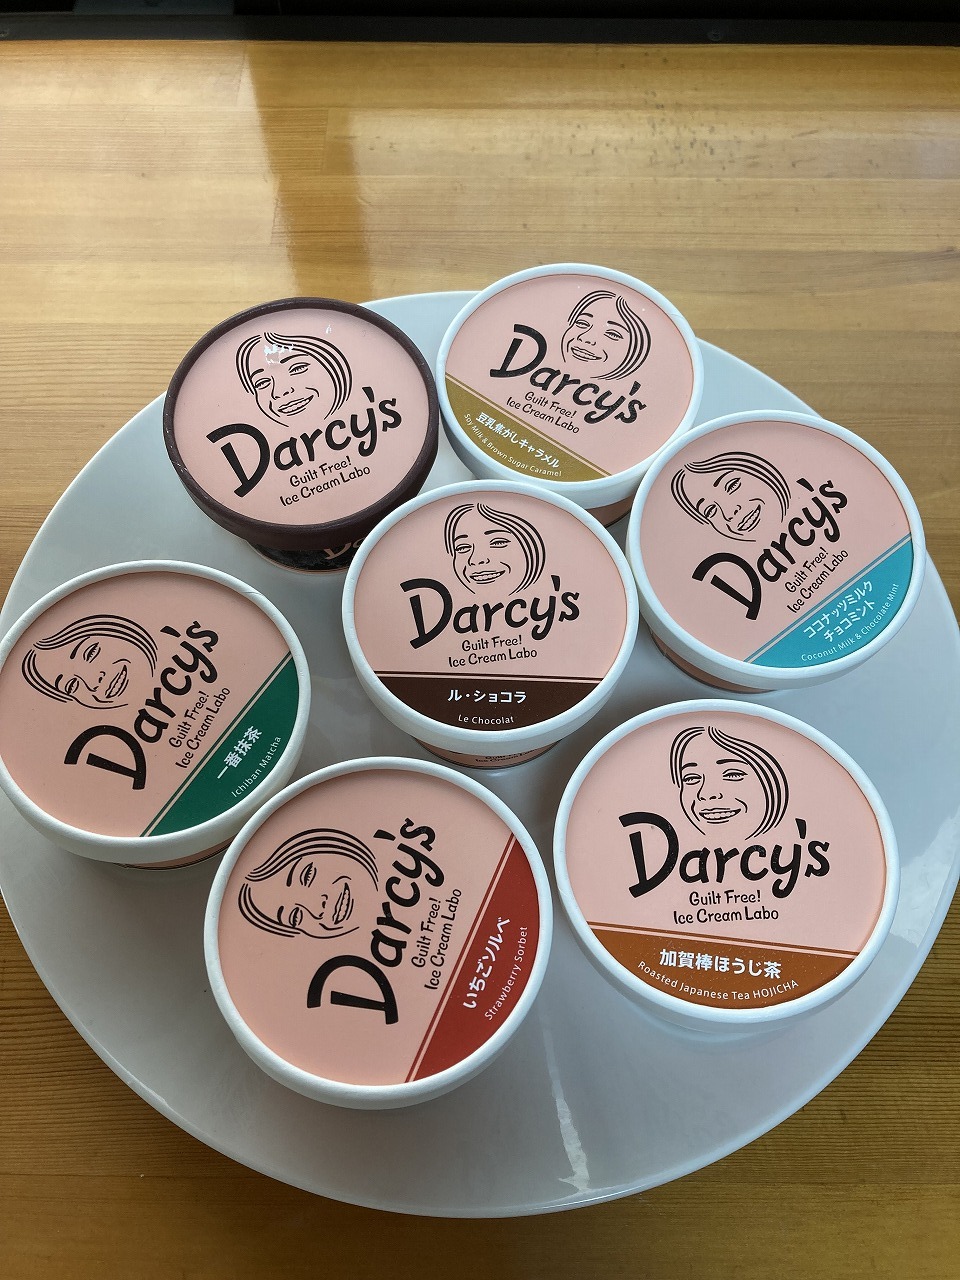 Darcy's
Guilt Free!
Ice Cream Labo
Darcy's
Guilt Free!
Ice Cream Labo
豆乳焦がしキャラメル
Soy Milk & Brown Sugar Caramel
Darcy's
Guilt Free!
Ice Cream Labo
ココナッツミルク
チョコミント
Coconut Milk & Chocolate Mint
Darcy's
Guilt Free!
Ice Cream Labo
ル・ショコラ
Le Chocolat
Darcy's
Guilt Free!
Ice Cream Labo
一番抹茶
Ichiban Matcha
Darcy's
Guilt Free!
Ice Cream Labo
いちごソルベ
Strawberry Sorbet
Darcy's
Guilt Free!
Ice Cream Labo
加賀棒ほうじ茶
Roasted Japanese Tea HOJICHA